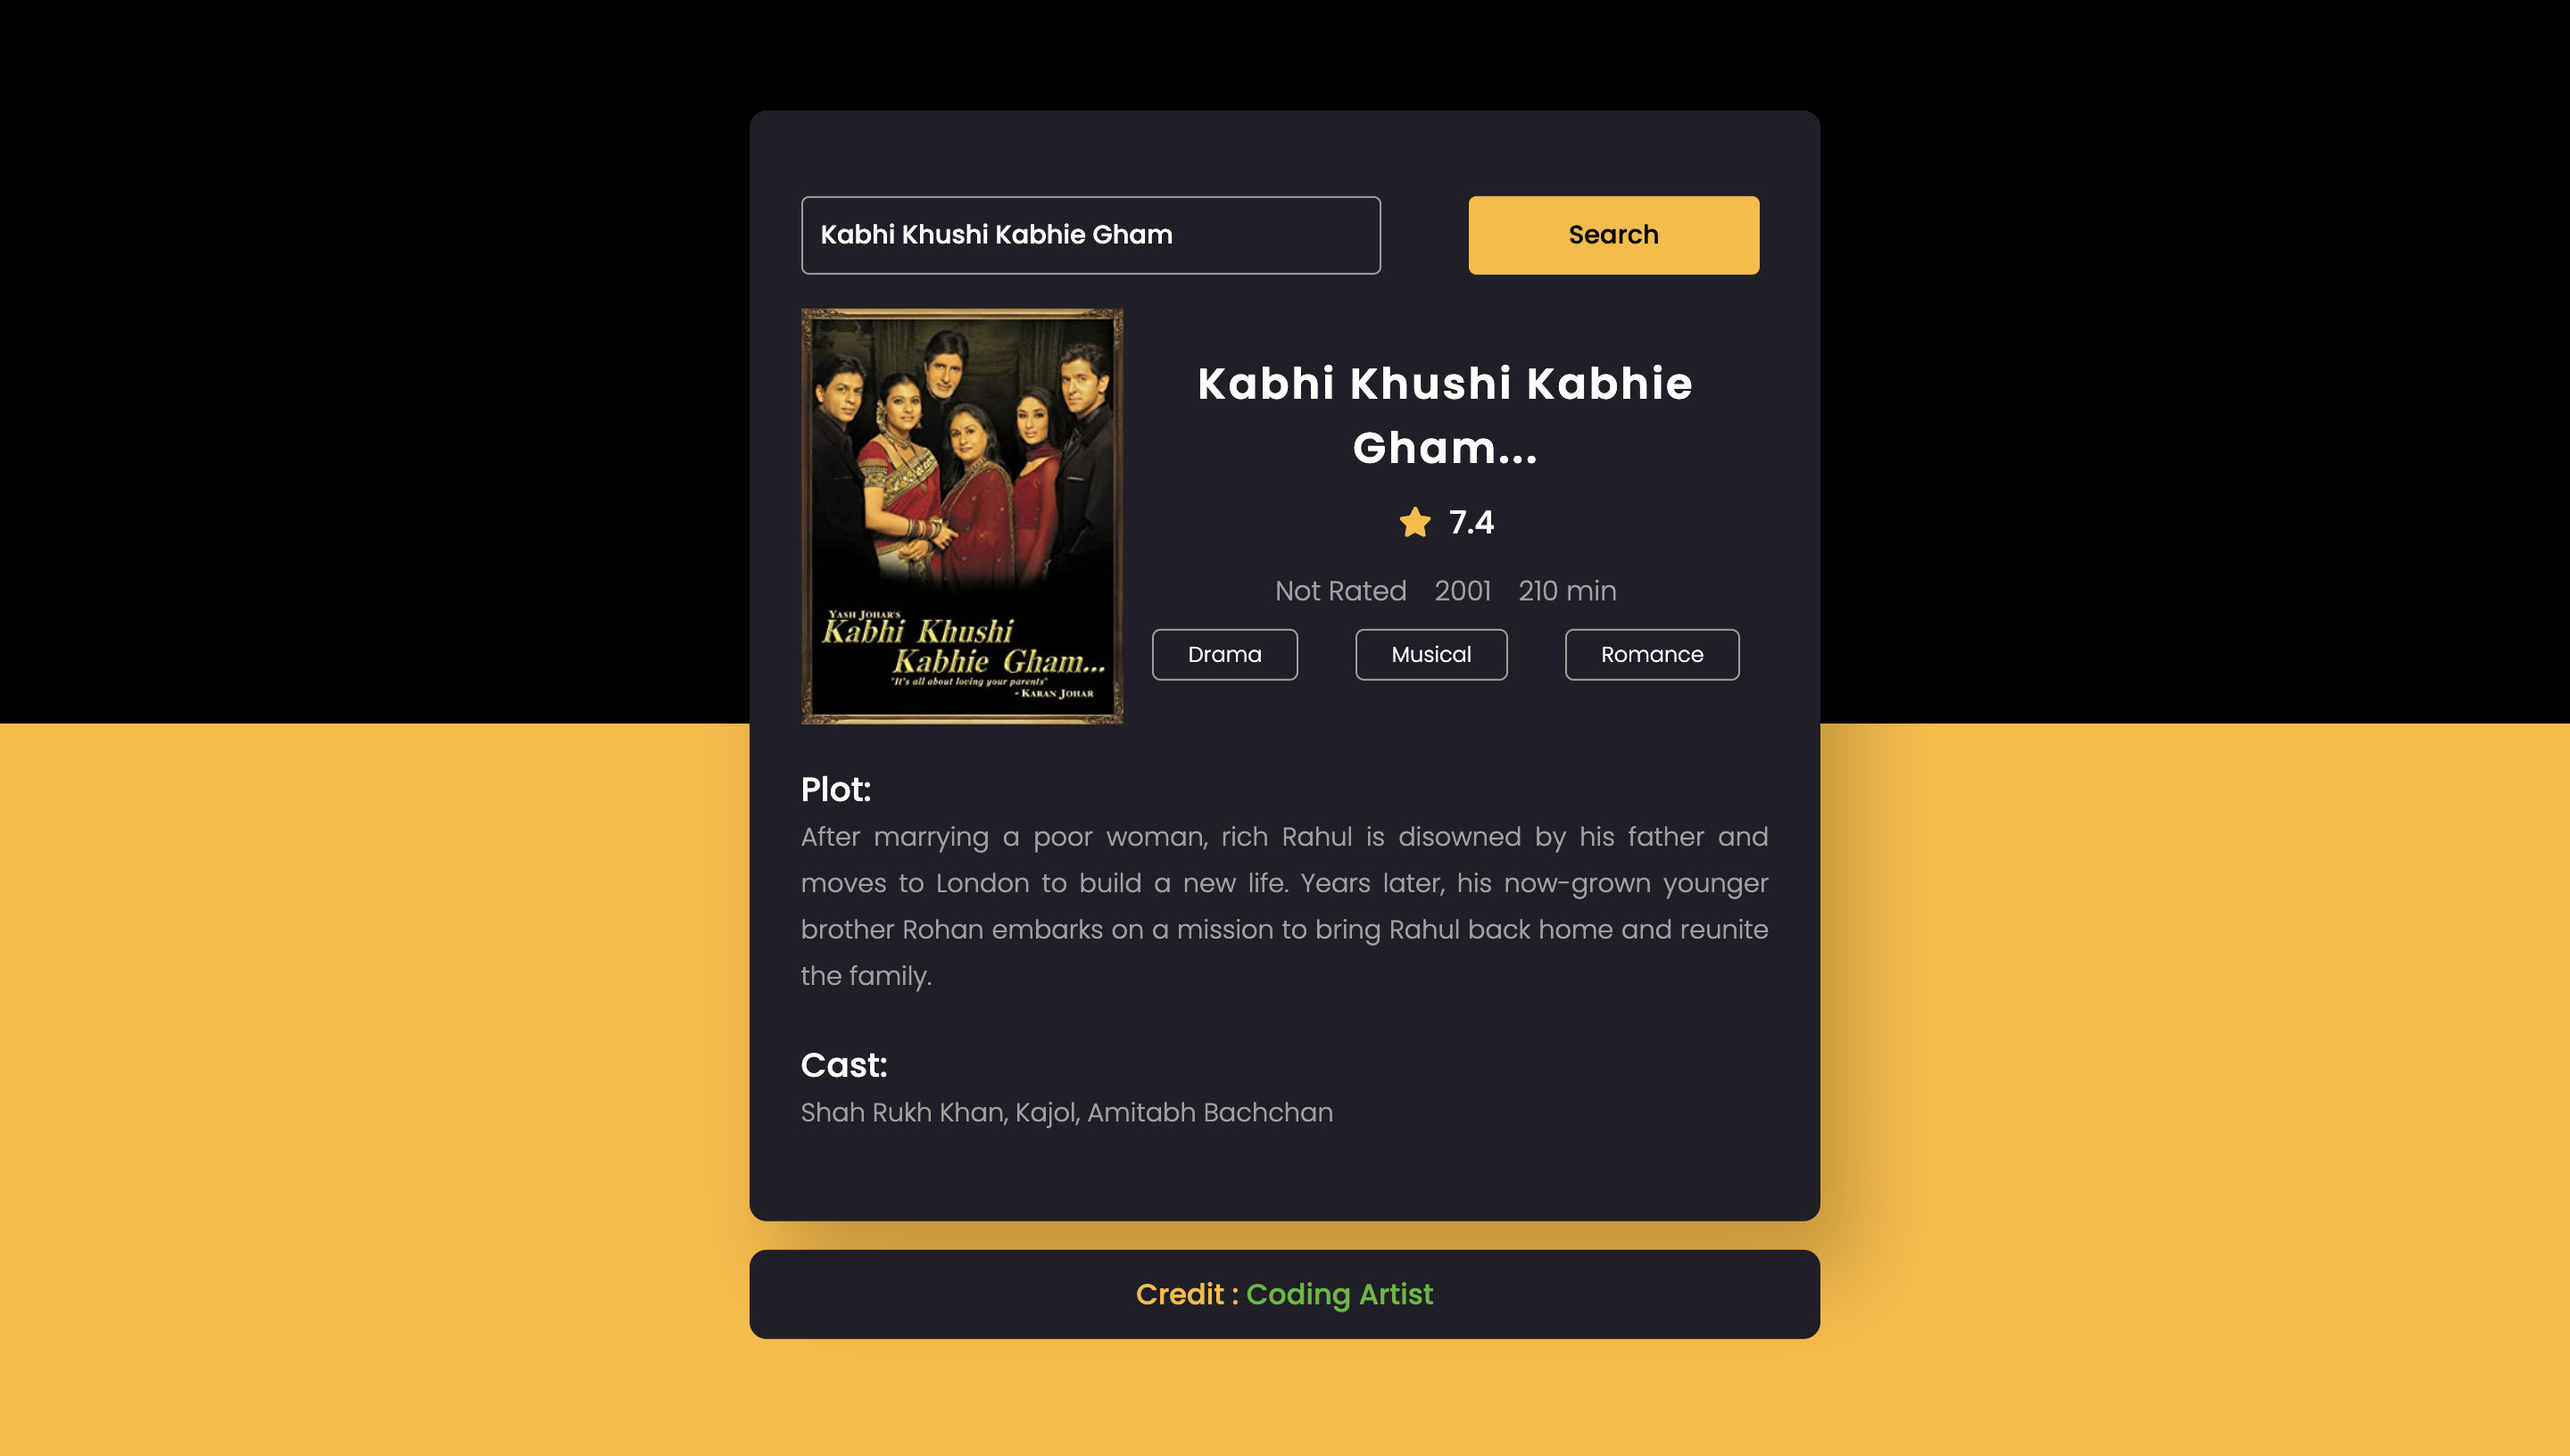 Kabhi Khushi Kabhie Gham
Search
YASH JOHAR'S
Kabhi Khushi
Kabhie Gham...
"It's all about loving your parents"
- KARAN JOHAR
Kabhi Khushi Kabhie
Gham...
7.4
Not Rated 2001 210 min
Drama Musical Romance
Plot:
After marrying a poor woman, rich Rahul is disowned by his father and
moves to London to build a new life. Years later, his now-grown younger
brother Rohan embarks on a mission to bring Rahul back home and reunite
the family.
Cast:
Shah Rukh Khan, Kajol, Amitabh Bachchan
Credit : Coding Artist